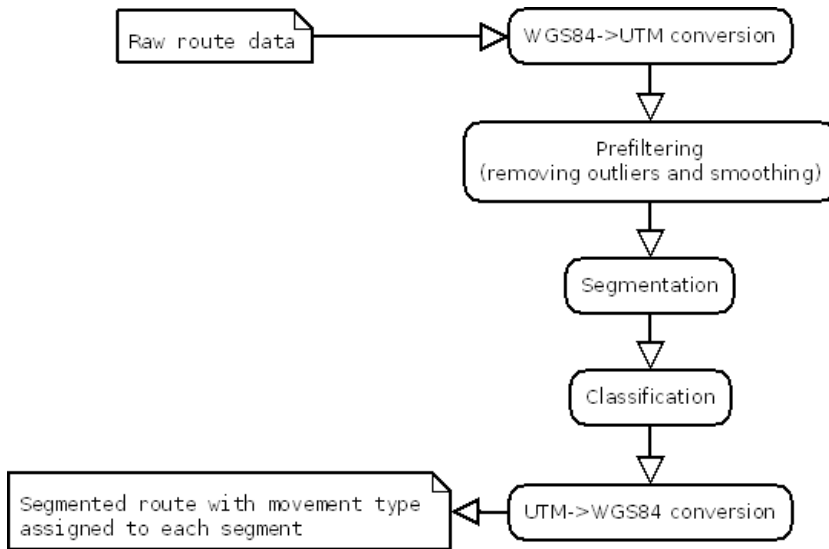 Raw route data
WGS84->UTM conversion
Prefiltering
(removing outliers and smoothing)
Segmentation
Classification
UTM->WGS84 conversion
Segmented route with movement type
assigned to each segment